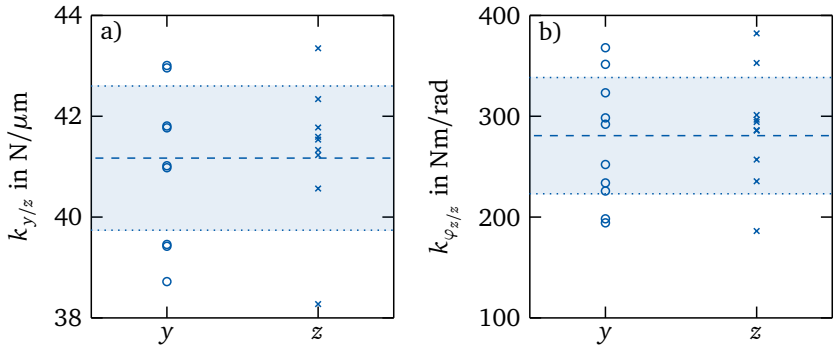 a)
44
42
40
38
k_{y/z} in N/μm
y
z
b)
400
300
200
100
k_{φ_{z/z}} in Nm/rad
y
z